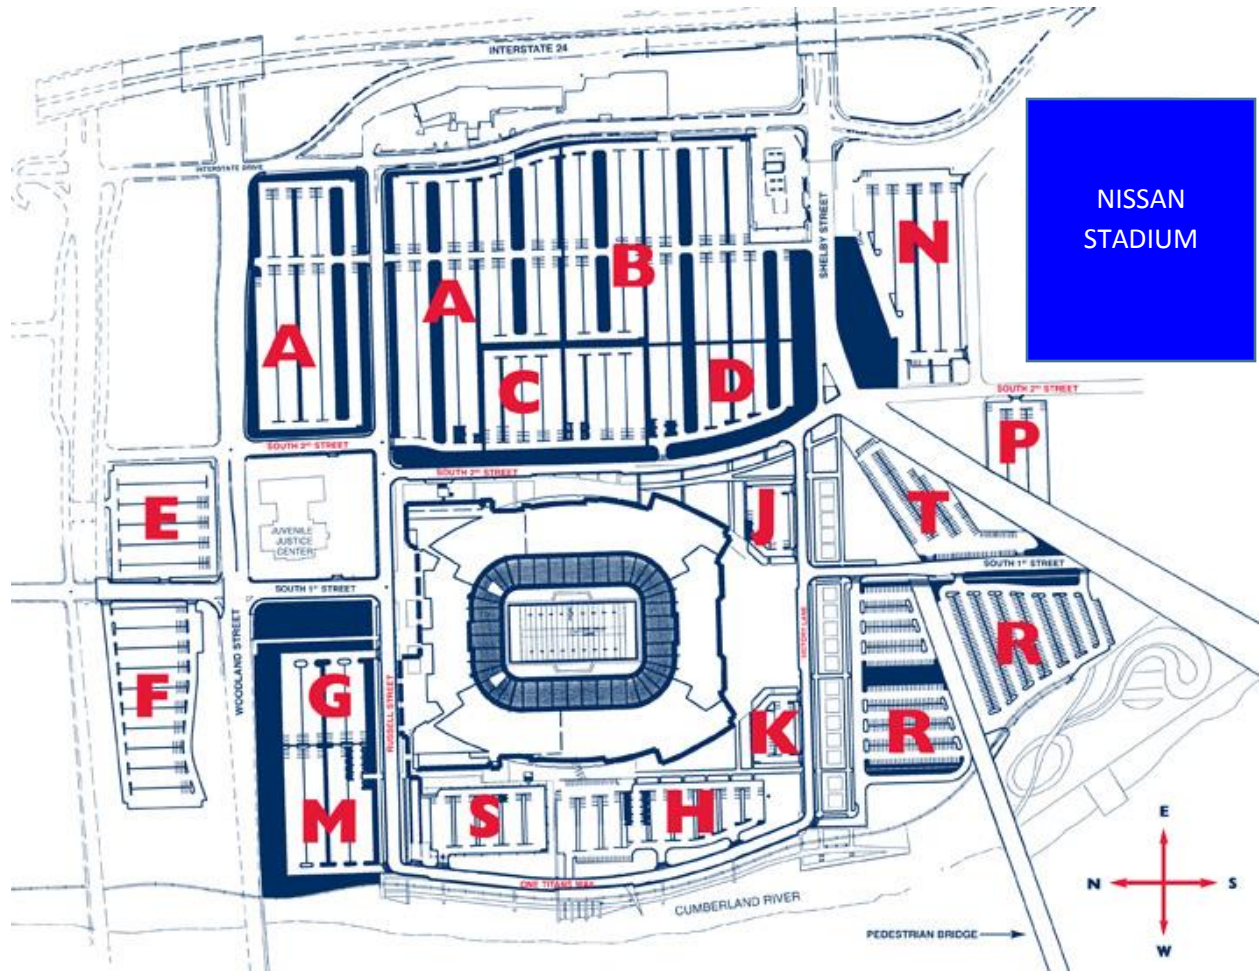 INTERSTATE 24
INTERSTATE DRIVE
NISSAN
STADIUM
SHELBY STREET
N
B
A
A
C
D
SOUTH 2ND STREET
P
SOUTH 2ND STREET
SOUTH 2ND STREET
E
JUVENILE
JUSTICE
CENTER
J
T
SOUTH 1ST STREET
SOUTH 1ST STREET
WOODLAND STREET
F
G
RUSSELL STREET
VICTORY LANE
R
R
K
M
S
H
ONE TITANS WAY
CUMBERLAND RIVER
PEDESTRIAN BRIDGE
E
N
S
W